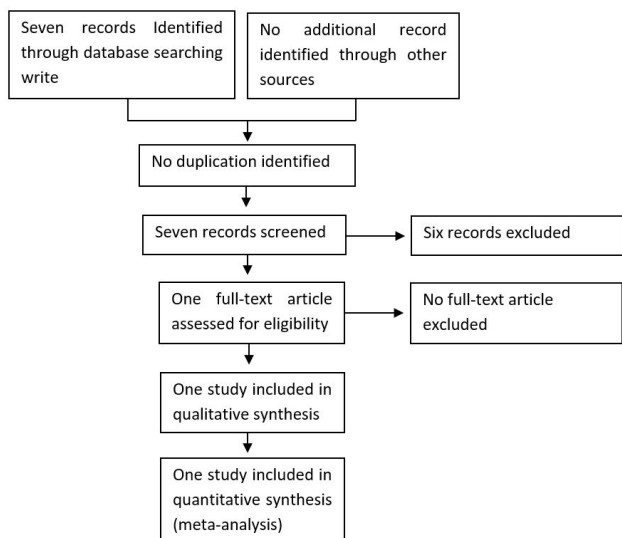 Seven records Identified
through database searching
write
No additional record
identified through other
sources
No duplication identified
Seven records screened
Six records excluded
One full-text article
assessed for eligibility
No full-text article
excluded
One study included in
qualitative synthesis
One study included in
quantitative synthesis
(meta-analysis)